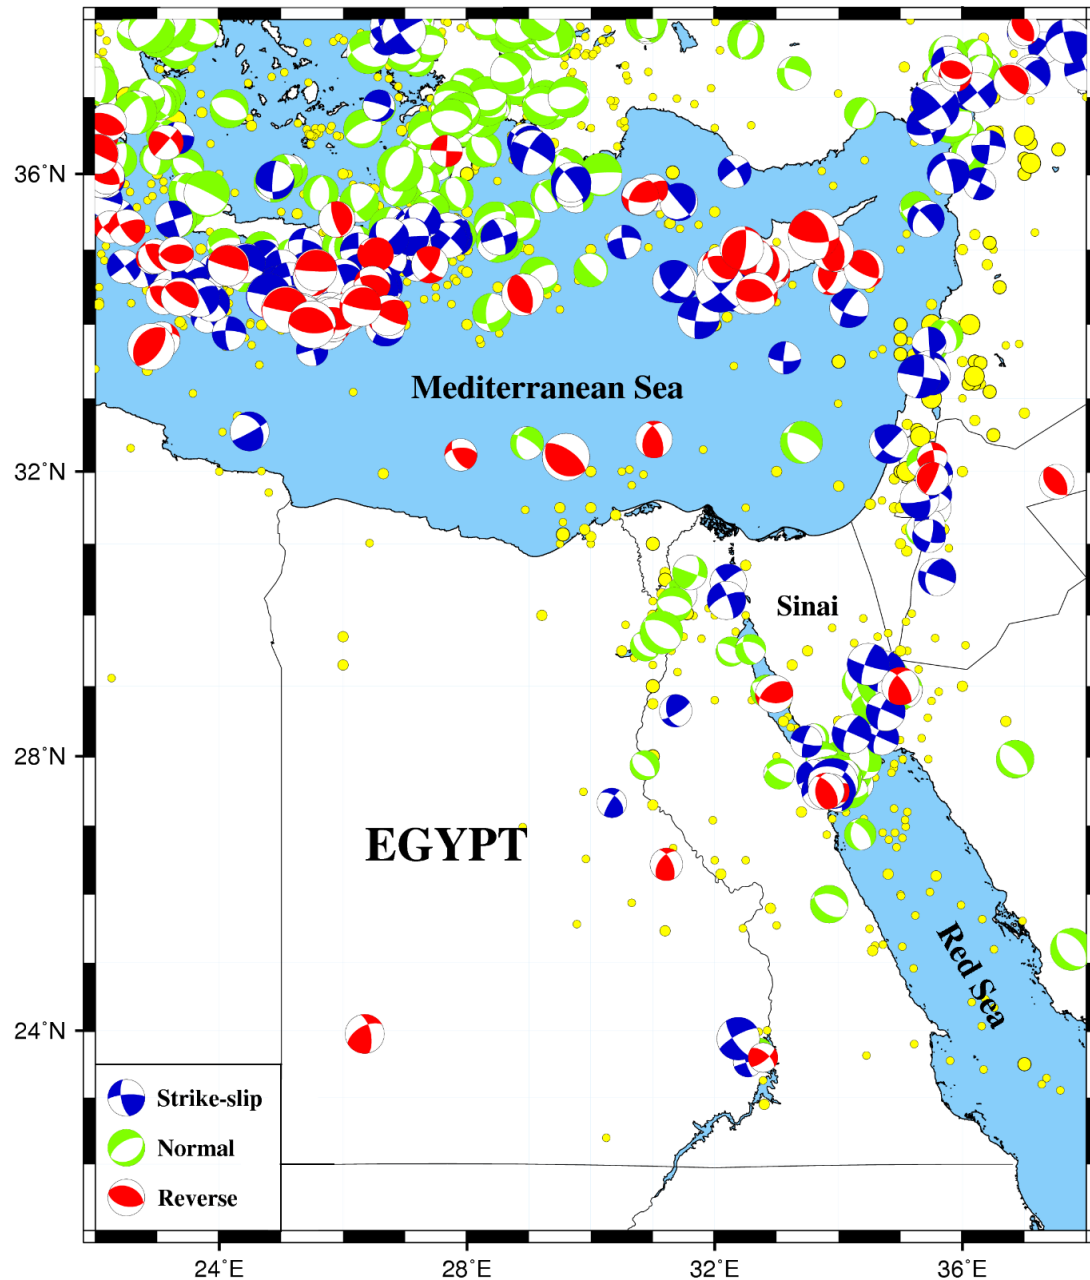 36˚N
Mediterranean Sea
32˚N
Sinai
28˚N
EGYPT
Red Sea
24˚N
Strike-slip
Normal
Reverse
24˚E
28˚E
32˚E
36˚E